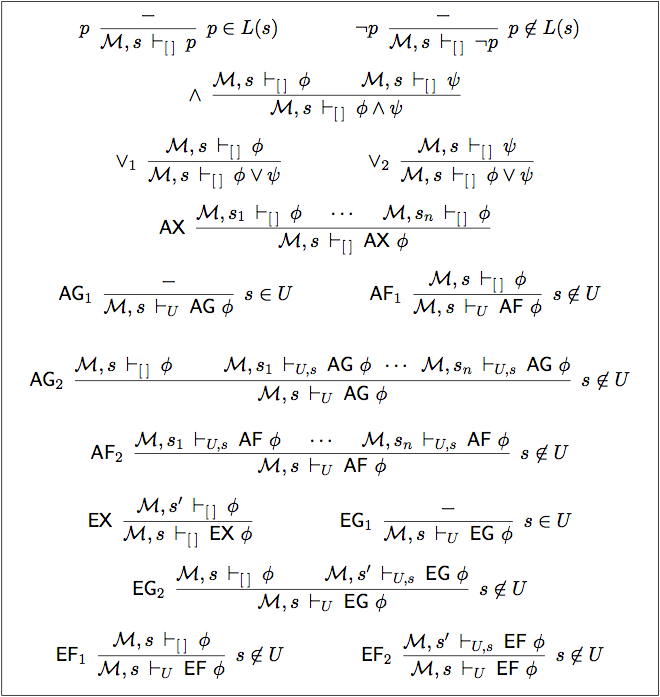 p − / ℳ, s ⊢[ ] p p ∈ L(s) ¬p − / ℳ, s ⊢[ ] ¬p p ∉ L(s)
∧ ℳ, s ⊢[ ] ϕ ℳ, s ⊢[ ] ψ / ℳ, s ⊢[ ] ϕ ∧ ψ
∨₁ ℳ, s ⊢[ ] ϕ / ℳ, s ⊢[ ] ϕ ∨ ψ ∨₂ ℳ, s ⊢[ ] ψ / ℳ, s ⊢[ ] ϕ ∨ ψ
AX ℳ, s₁ ⊢[ ] ϕ ⋯ ℳ, sₙ ⊢[ ] ϕ / ℳ, s ⊢[ ] AX ϕ
AG₁ − / ℳ, s ⊢U AG ϕ s ∈ U AF₁ ℳ, s ⊢[ ] ϕ / ℳ, s ⊢U AF ϕ s ∉ U
AG₂ ℳ, s ⊢[ ] ϕ ℳ, s₁ ⊢U,s AG ϕ ⋯ ℳ, sₙ ⊢U,s AG ϕ / ℳ, s ⊢U AG ϕ s ∉ U
AF₂ ℳ, s₁ ⊢U,s AF ϕ ⋯ ℳ, sₙ ⊢U,s AF ϕ / ℳ, s ⊢U AF ϕ s ∉ U
EX ℳ, s′ ⊢[ ] ϕ / ℳ, s ⊢[ ] EX ϕ EG₁ − / ℳ, s ⊢U EG ϕ s ∈ U
EG₂ ℳ, s ⊢[ ] ϕ ℳ, s′ ⊢U,s EG ϕ / ℳ, s ⊢U EG ϕ s ∉ U
EF₁ ℳ, s ⊢[ ] ϕ / ℳ, s ⊢U EF ϕ s ∉ U EF₂ ℳ, s′ ⊢U,s EF ϕ / ℳ, s ⊢U EF ϕ s ∉ U